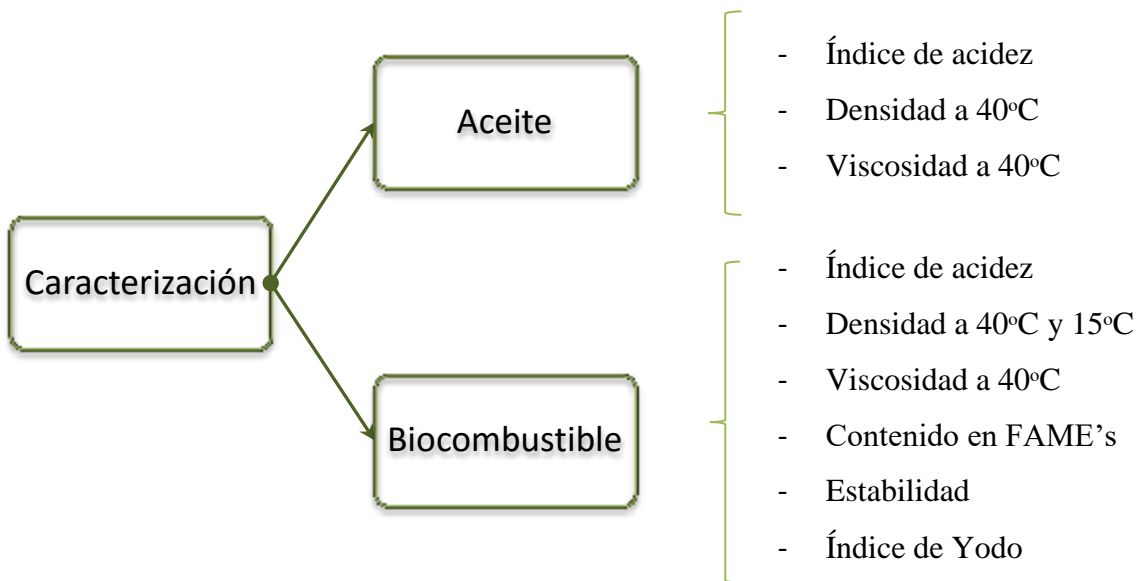 Caracterización
Aceite
- Índice de acidez
- Densidad a 40ºC
- Viscosidad a 40ºC
Biocombustible
- Índice de acidez
- Densidad a 40ºC y 15ºC
- Viscosidad a 40ºC
- Contenido en FAME’s
- Estabilidad
- Índice de Yodo